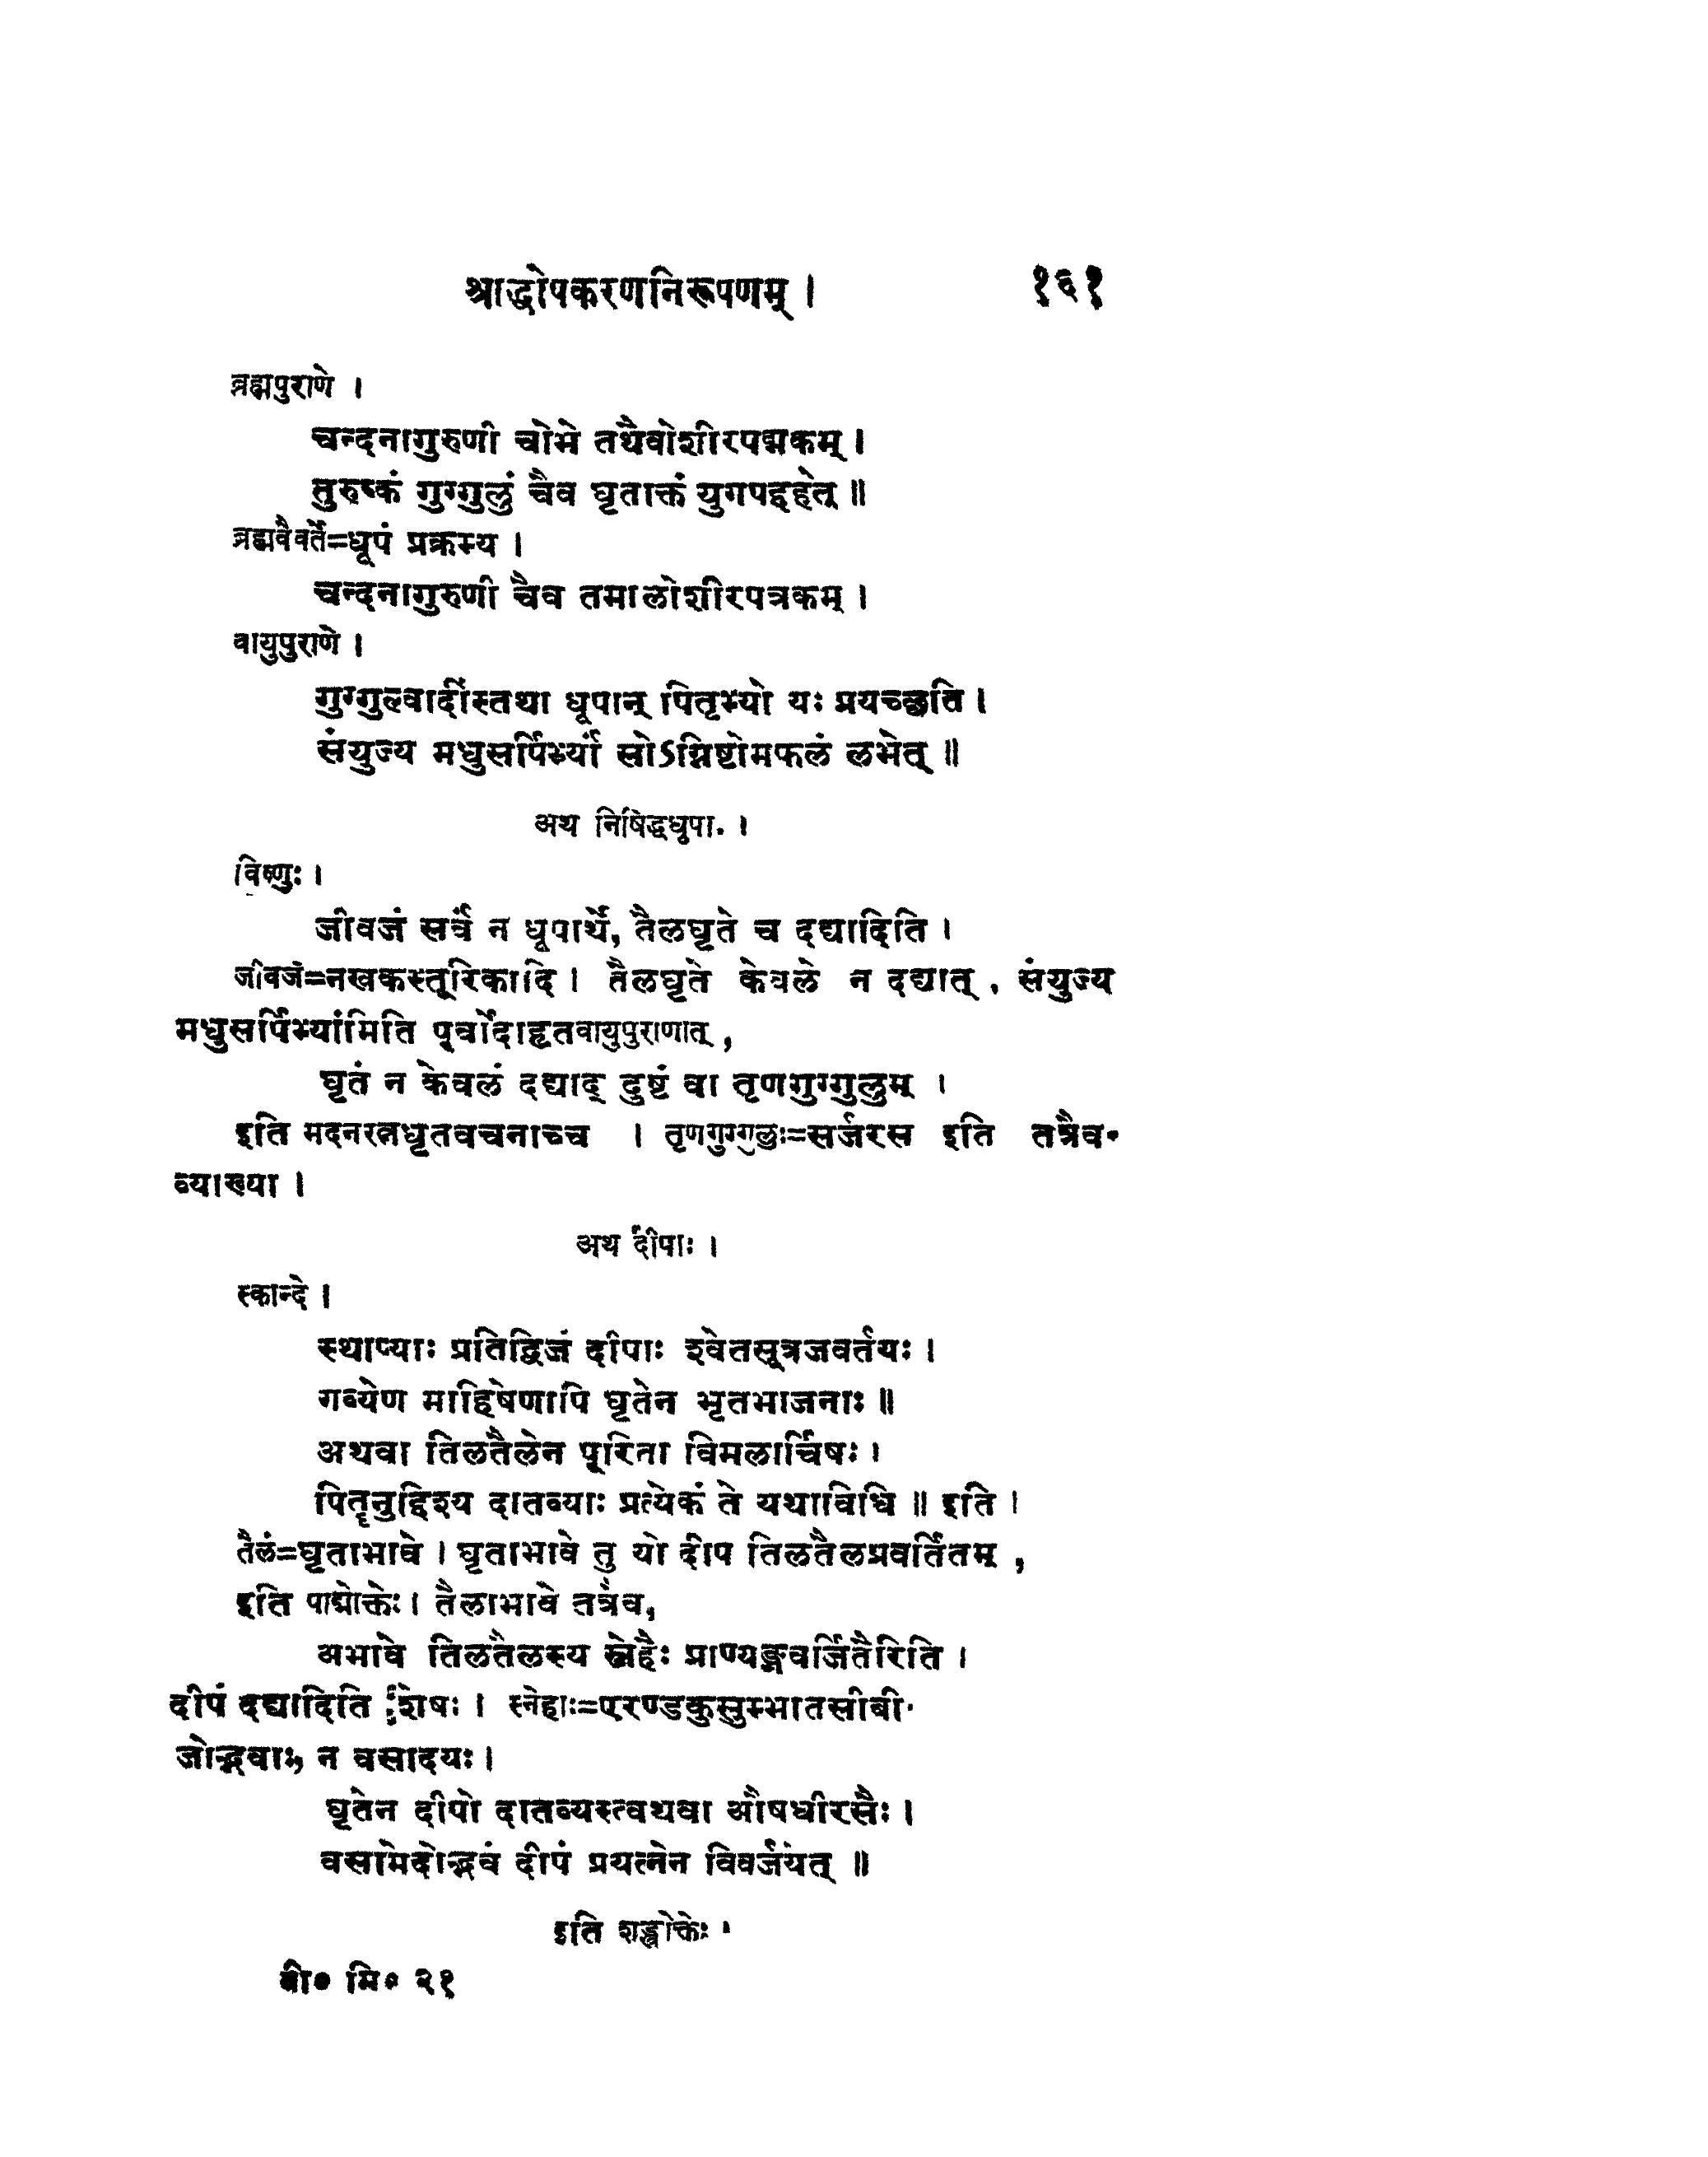 श्राद्धोपकरणनिरूपणम् । १६१
ब्रह्मपुराणे ।
चन्दनागुरुणी चोभे तथैवोशीरपद्मकम् ।
तुरुष्कं गुग्गुलुं चैव घृताक्तं युगपद्दहेत् ॥
ब्रह्मवैवर्ते=धूपं प्रक्रम्य ।
चन्दनागुरुणी चैव तमालोशीरपत्रकम् ।
वायुपुराणे ।
गुग्गुल्वादींस्तथा धूपान् पितृभ्यो यः प्रयच्छति ।
संयुज्य मधुसर्पिर्भ्यां सोऽग्निष्टोमफलं लभेत् ॥
अथ निषिद्धधूपाः ।
विष्णुः ।
जीवजं सर्वं न धूपार्थे, तैलघृते च दद्यादिति ।
जीवजं=नखकस्तूरिकादि । तैलघृते केवले न दद्यात् , संयुज्य
मधुसर्पिर्भ्यामिति पूर्वोदाहृतवायुपुराणात् ,
घृतं न केवलं दद्याद् दुष्टं वा तृणगुग्गुलुम् ।
इति मदनरत्नधृतवचनाच्च । तृणगुग्गुलुः=सर्जरस इति तत्रैव-
व्याख्या ।
अथ दीपाः ।
स्कान्दे ।
स्थाप्याः प्रतिद्विजं दीपाः श्वेतसूत्रजवर्तयः ।
गव्येण माहिषेणापि घृतेन भृतभाजनाः ॥
अथवा तिलतैलेन पूरिता विमलार्चिषः ।
पितॄनुद्दिश्य दातव्याः प्रत्येकं ते यथाविधि ॥ इति ।
तैलं=घृताभावे । घृताभावे तु यो दीप तिलतैलप्रवर्तितम् ,
इति पाद्मोक्तेः । तैलाभावे तत्रैव,
अभावे तिलतैलस्य स्नेहैः प्राण्यङ्गवर्जितैरिति ।
दीपं दद्यादिति शेषः । स्नेहाः=एरण्डकुसुम्भातसीबी-
जोद्भवाः, न वसादयः ।
घृतेन दीपो दातव्यस्त्वथवा औषधीरसैः ।
वसामेदोद्भवं दीपं प्रयत्नेन विवर्जयेत् ॥
इति शङ्खोक्तेः ।
वी० मि० २१